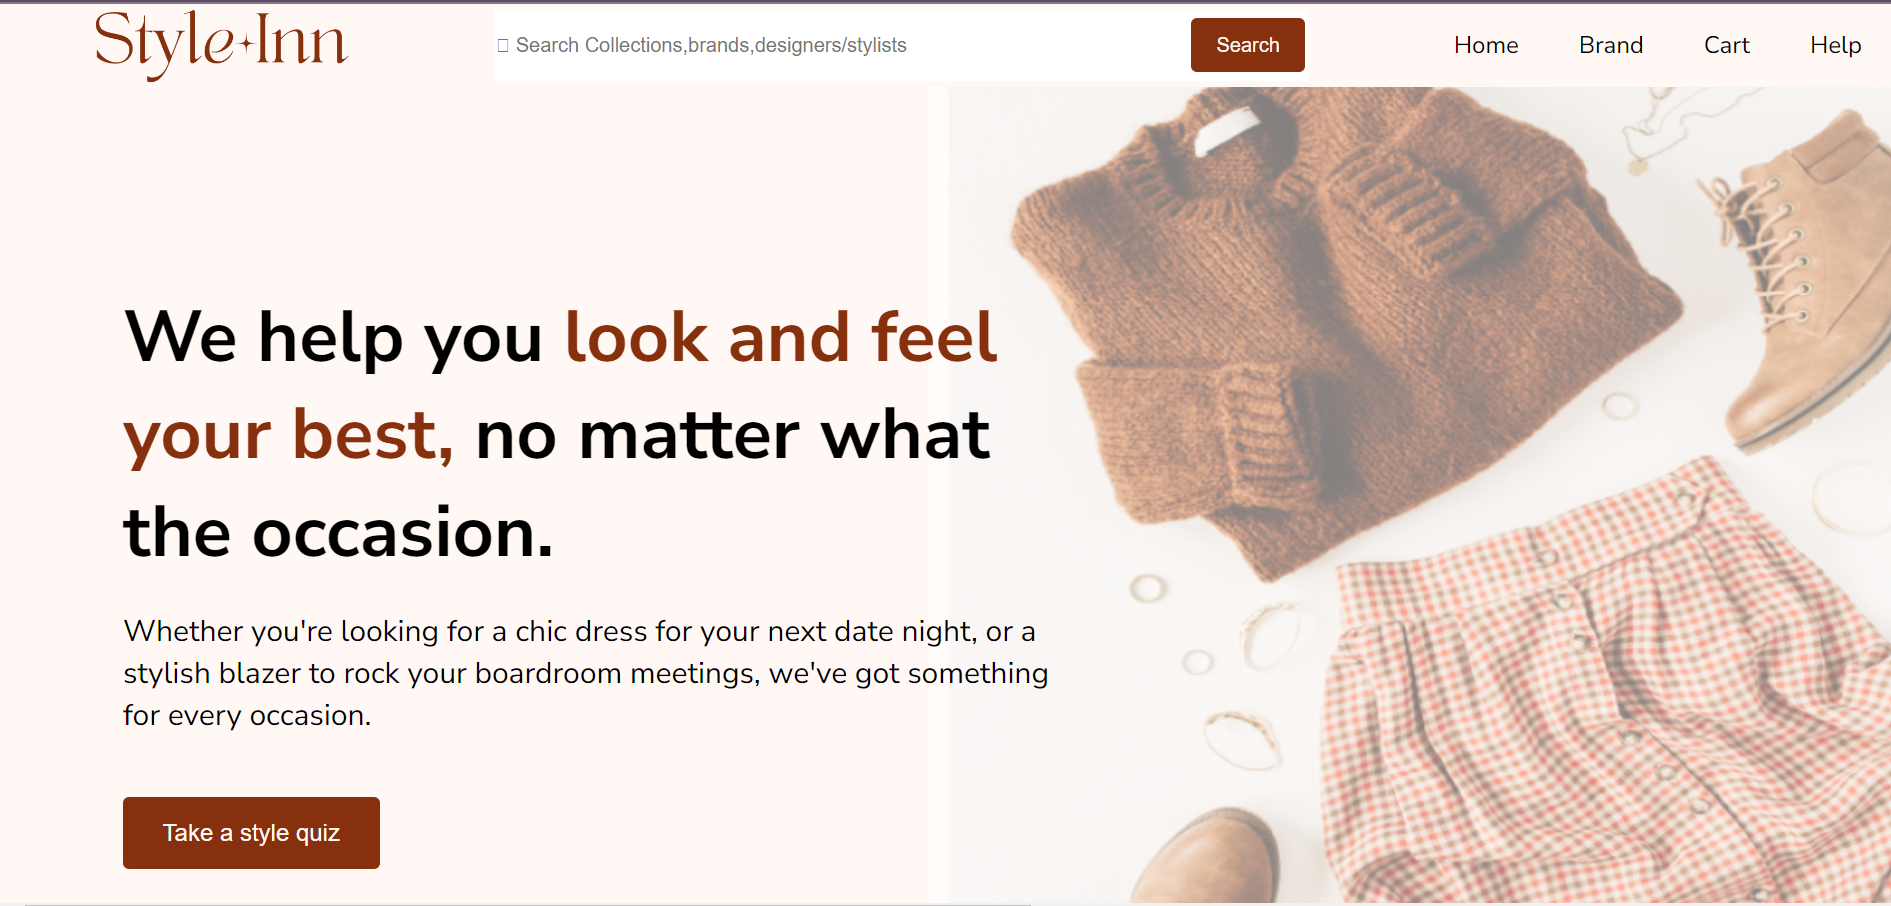 Style Inn
Search Collections,brands,designers/stylists
Search
Home
Brand
Cart
Help
We help you look and feel
your best, no matter what
the occasion.
Whether you're looking for a chic dress for your next date night, or a
stylish blazer to rock your boardroom meetings, we've got something
for every occasion.
Take a style quiz